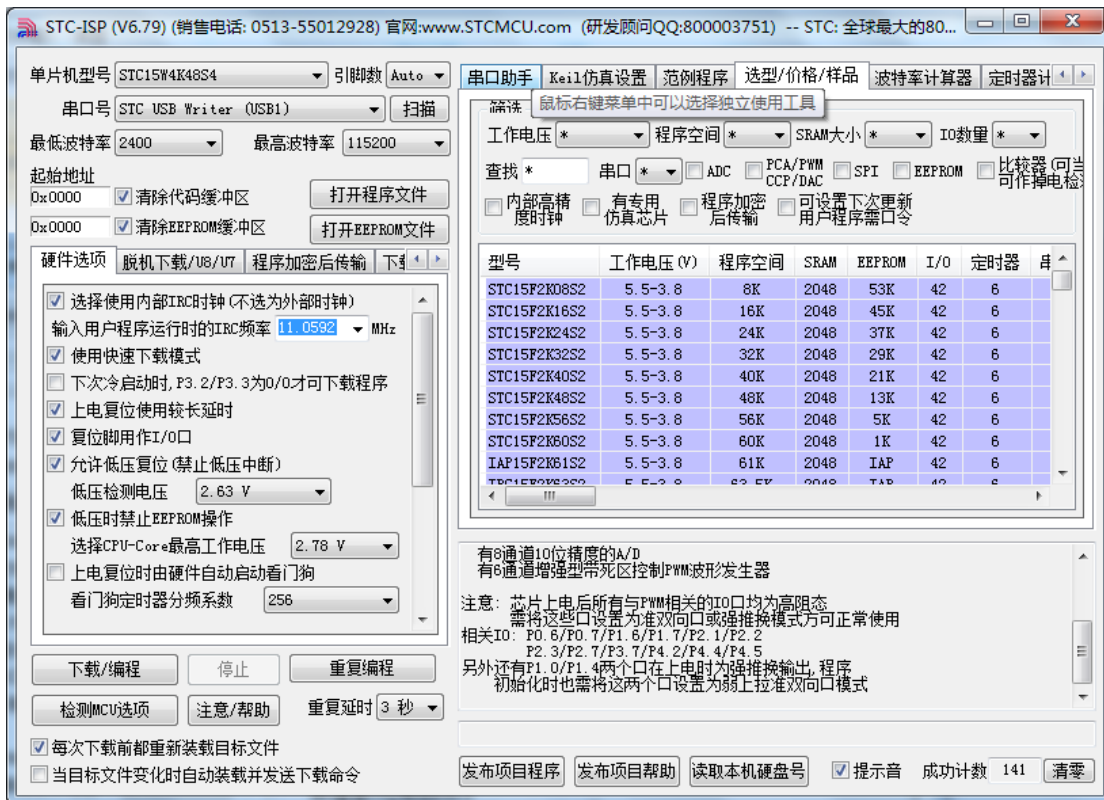 STC-ISP (V6.79) (销售电话: 0513-55012928) 官网:www.STCMCU.com (研发顾问QQ:800003751) -- STC: 全球最大的80...
单片机型号 STC15W4K48S4 引脚数 Auto
串口号 STC USB Writer (USB1) 扫描
最低波特率 2400 最高波特率 115200
起始地址
0x0000 清除代码缓冲区 打开程序文件
0x0000 清除EEPROM缓冲区 打开EEPROM文件
硬件选项 脱机下载/U8/U7 程序加密后传输
选择使用内部IRC时钟(不选为外部时钟)
输入用户程序运行时的IRC频率 11.0592 MHz
使用快速下载模式
下次冷启动时,P3.2/P3.3为0/0才可下载程序
上电复位使用较长延时
复位脚用作I/O口
允许低压复位(禁止低压中断)
低压检测电压 2.63 V
低压时禁止EEPROM操作
选择CPU-Core最高工作电压 2.78 V
上电复位时由硬件自动启动看门狗
看门狗定时器分频系数 256
下载/编程 停止 重复编程
检测MCU选项 注意/帮助 重复延时 3 秒
每次下载前都重新装载目标文件
当目标文件变化时自动装载并发送下载命令
串口助手 Keil仿真设置 范例程序 选型/价格/样品 波特率计算器 定时器计
筛选 鼠标右键菜单中可以选择独立使用工具
工作电压 * 程序空间 * SRAM大小 * IO数量 *
查找 * 串口 * ADC PCA/PWM CCP/DAC SPI EEPROM 比较器(可当可作掉电检
内部高精度时钟 有专用仿真芯片 程序加密后传输 可设置下次更新用户程序需口令
型号 工作电压(V) 程序空间 SRAM EEPROM I/O 定时器 串
STC15F2K08S2 5.5-3.8 8K 2048 53K 42 6
STC15F2K16S2 5.5-3.8 16K 2048 45K 42 6
STC15F2K24S2 5.5-3.8 24K 2048 37K 42 6
STC15F2K32S2 5.5-3.8 32K 2048 29K 42 6
STC15F2K40S2 5.5-3.8 40K 2048 21K 42 6
STC15F2K48S2 5.5-3.8 48K 2048 13K 42 6
STC15F2K56S2 5.5-3.8 56K 2048 5K 42 6
STC15F2K60S2 5.5-3.8 60K 2048 1K 42 6
IAP15F2K61S2 5.5-3.8 61K 2048 IAP 42 6
有8通道10位精度的A/D
有6通道增强型带死区控制PWM波形发生器
注意: 芯片上电后所有与PWM相关的IO口均为高阻态
需将这些口设置为准双向口或强推挽模式方可正常使用
相关IO: P0.6/P0.7/P1.6/P1.7/P2.1/P2.2
P2.3/P2.7/P3.7/P4.2/P4.4/P4.5
另外还有P1.0/P1.4两个口在上电时为强推挽输出,程序
初始化时也需将这两个口设置为弱上拉准双向口模式
发布项目程序 发布项目帮助 读取本机硬盘号 提示音 成功计数 141 清零